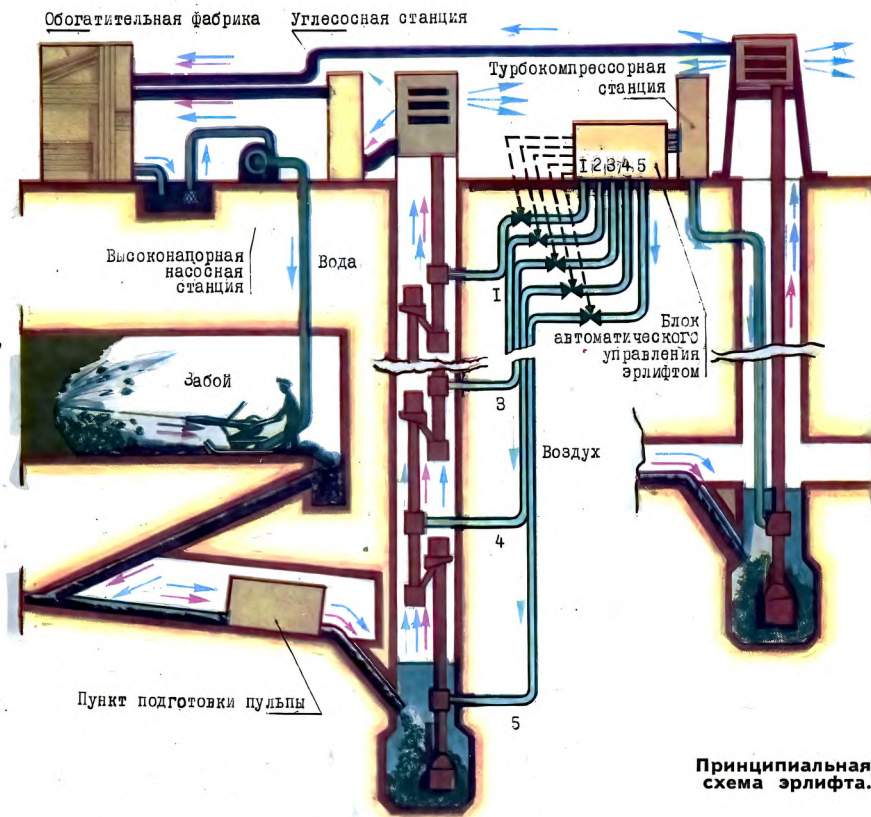 Обогатительная фабрика
Углесосная станция
Турбокомпрессорная
станция
I 2 3 4 5
Высоконапорная
насосная
станция
Вода
I
Блок
автоматического
управления
эрлифтом
Забой
3
Воздух
4
Пункт подготовки пульпы
5
Принципиальная
схема эрлифта.